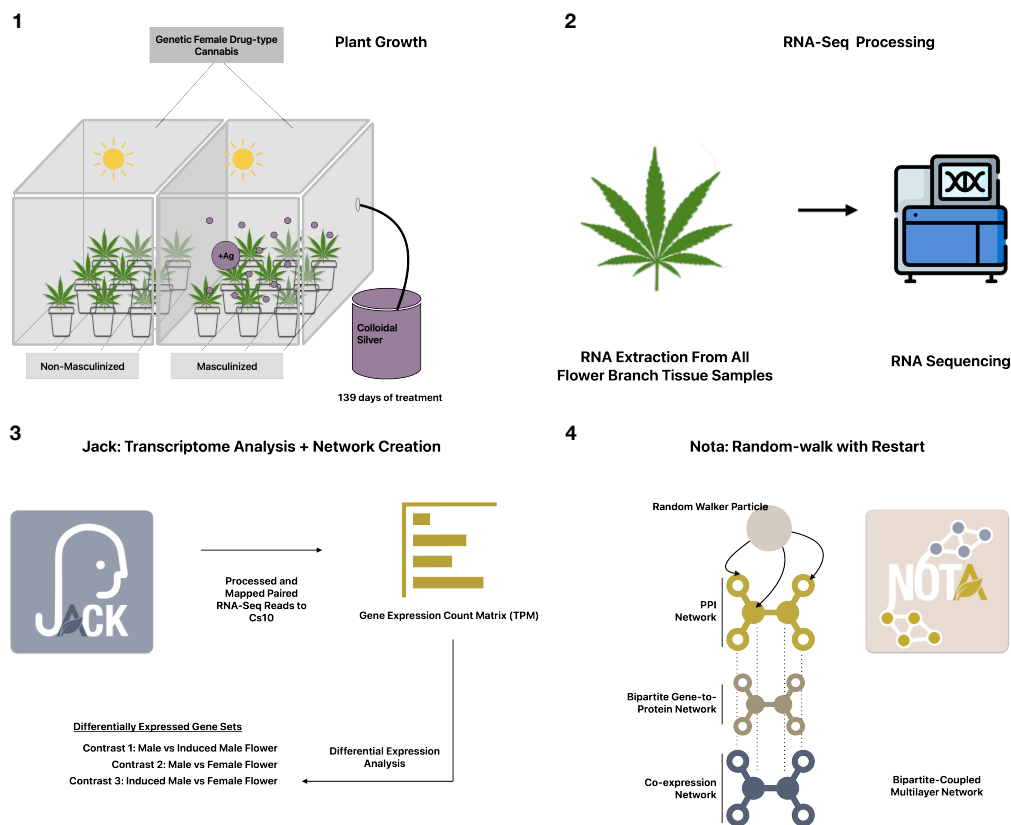 1
Genetic Female Drug-type
Cannabis
Plant Growth
+Ag
Colloidal
Silver
Non-Masculinized
Masculinized
139 days of treatment
2
RNA-Seq Processing
RNA Extraction From All
Flower Branch Tissue Samples
RNA Sequencing
3
Jack: Transcriptome Analysis + Network Creation
JACK
Processed and
Mapped Paired
RNA-Seq Reads to
Cs10
Gene Expression Count Matrix (TPM)
Differential Expression
Analysis
Differentially Expressed Gene Sets
Contrast 1: Male vs Induced Male Flower
Contrast 2: Male vs Female Flower
Contrast 3: Induced Male vs Female Flower
4
Nota: Random-walk with Restart
Random Walker Particle
NOTA
PPI
Network
Bipartite Gene-to-
Protein Network
Co-expression
Network
Bipartite-Coupled
Multilayer Network